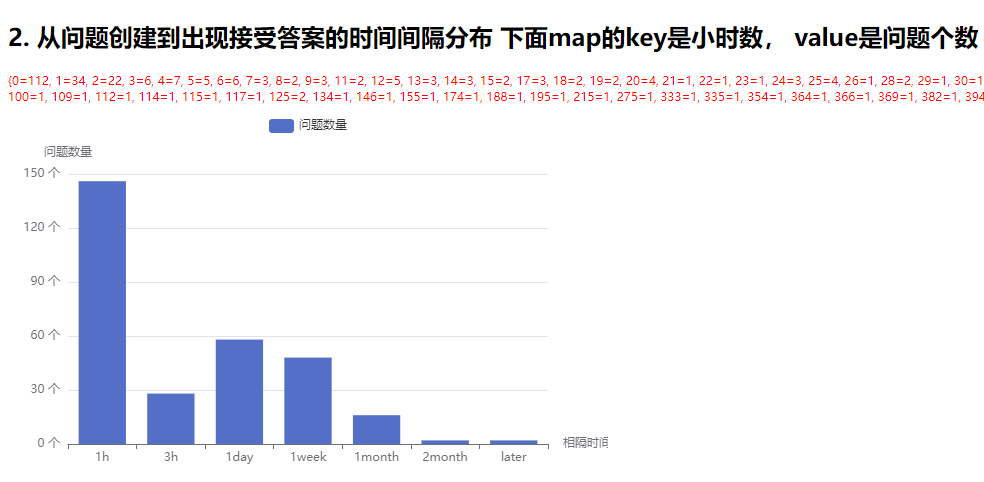 2. 从问题创建到出现接受答案的时间间隔分布 下面map的key是小时数， value是问题个数
{0=112, 1=34, 2=22, 3=6, 4=7, 5=5, 6=6, 7=3, 8=2, 9=3, 11=2, 12=5, 13=3, 14=3, 15=2, 17=3, 18=2, 19=2, 20=4, 21=1, 22=1, 23=1, 24=3, 25=4, 26=1, 28=2, 29=1, 30=1
100=1, 109=1, 112=1, 114=1, 115=1, 117=1, 125=2, 134=1, 146=1, 155=1, 174=1, 188=1, 195=1, 215=1, 275=1, 333=1, 335=1, 354=1, 364=1, 366=1, 369=1, 382=1, 394
问题数量
问题数量
150 个
120 个
90 个
60 个
30 个
0 个
1h 3h 1day 1week 1month 2month later
相隔时间